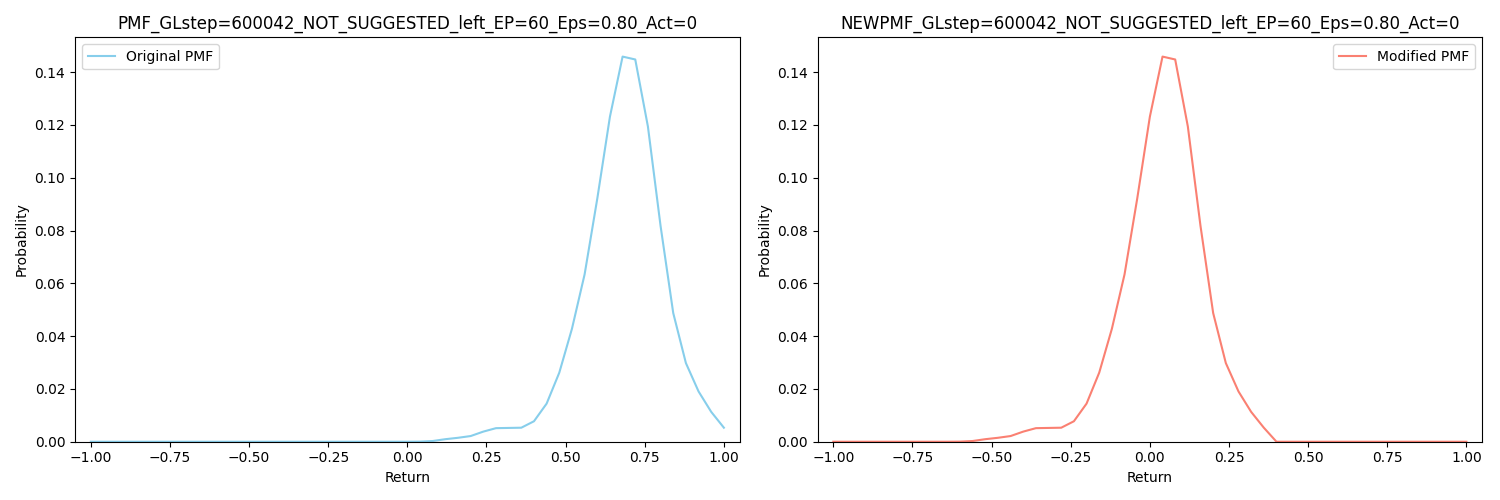 PMF_GLstep=600042_NOT_SUGGESTED_left_EP=60_Eps=0.80_Act=0
Original PMF
Probability
0.14
0.12
0.10
0.08
0.06
0.04
0.02
0.00
−1.00 −0.75 −0.50 −0.25 0.00 0.25 0.50 0.75 1.00
Return
NEWPMF_GLstep=600042_NOT_SUGGESTED_left_EP=60_Eps=0.80_Act=0
Modified PMF
Probability
0.14
0.12
0.10
0.08
0.06
0.04
0.02
0.00
−1.00 −0.75 −0.50 −0.25 0.00 0.25 0.50 0.75 1.00
Return